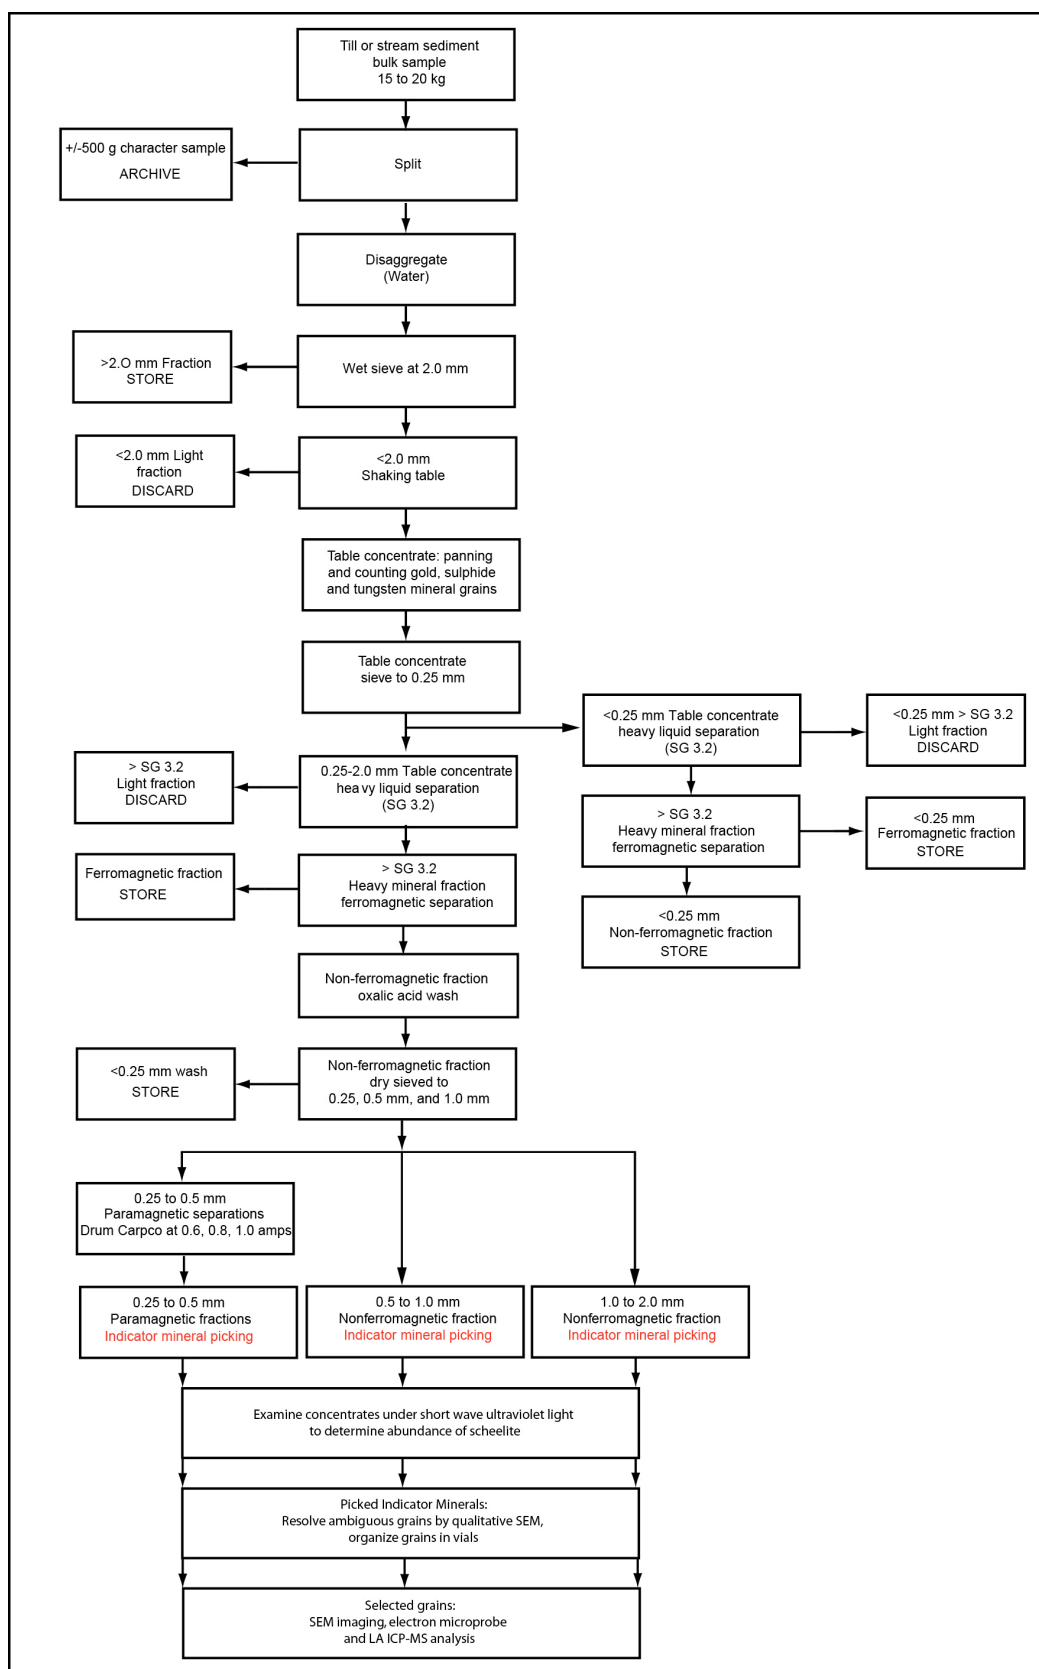 Till or stream sediment
bulk sample
15 to 20 kg
+/-500 g character sample
ARCHIVE
Split
Disaggregate
(Water)
>2.O mm Fraction
STORE
Wet sieve at 2.0 mm
<2.0 mm Light
fraction
DISCARD
<2.0 mm
Shaking table
Table concentrate: panning
and counting gold, sulphide
and tungsten mineral grains
Table concentrate
sieve to 0.25 mm
<0.25 mm Table concentrate
heavy liquid separation
(SG 3.2)
<0.25 mm > SG 3.2
Light fraction
DISCARD
> SG 3.2
Light fraction
DISCARD
0.25-2.0 mm Table concentrate
heavy liquid separation
(SG 3.2)
> SG 3.2
Heavy mineral fraction
ferromagnetic separation
<0.25 mm
Ferromagnetic fraction
STORE
Ferromagnetic fraction
STORE
> SG 3.2
Heavy mineral fraction
ferromagnetic separation
<0.25 mm
Non-ferromagnetic fraction
STORE
Non-ferromagnetic fraction
oxalic acid wash
<0.25 mm wash
STORE
Non-ferromagnetic fraction
dry sieved to
0.25, 0.5 mm, and 1.0 mm
0.25 to 0.5 mm
Paramagnetic separations
Drum Carpco at 0.6, 0.8, 1.0 amps
0.25 to 0.5 mm
Paramagnetic fractions
Indicator mineral picking
0.5 to 1.0 mm
Nonferromagnetic fraction
Indicator mineral picking
1.0 to 2.0 mm
Nonferromagnetic fraction
Indicator mineral picking
Examine concentrates under short wave ultraviolet light
to determine abundance of scheelite
Picked Indicator Minerals:
Resolve ambiguous grains by qualitative SEM,
organize grains in vials
Selected grains:
SEM imaging, electron microprobe
and LA ICP-MS analysis